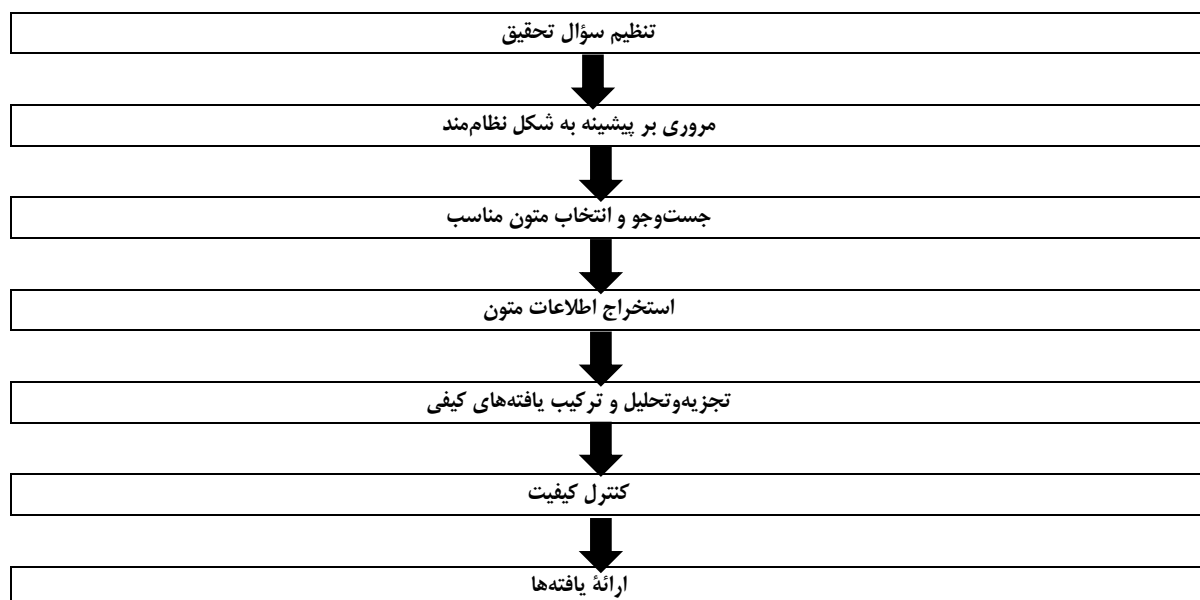 تنظیم سؤال تحقیق
مروری بر پیشینه به شکل نظام‌مند
جست‌وجو و انتخاب متون مناسب
استخراج اطلاعات متون
تجزیه‌وتحلیل و ترکیب یافته‌های کیفی
کنترل کیفیت
ارائهٔ یافته‌ها